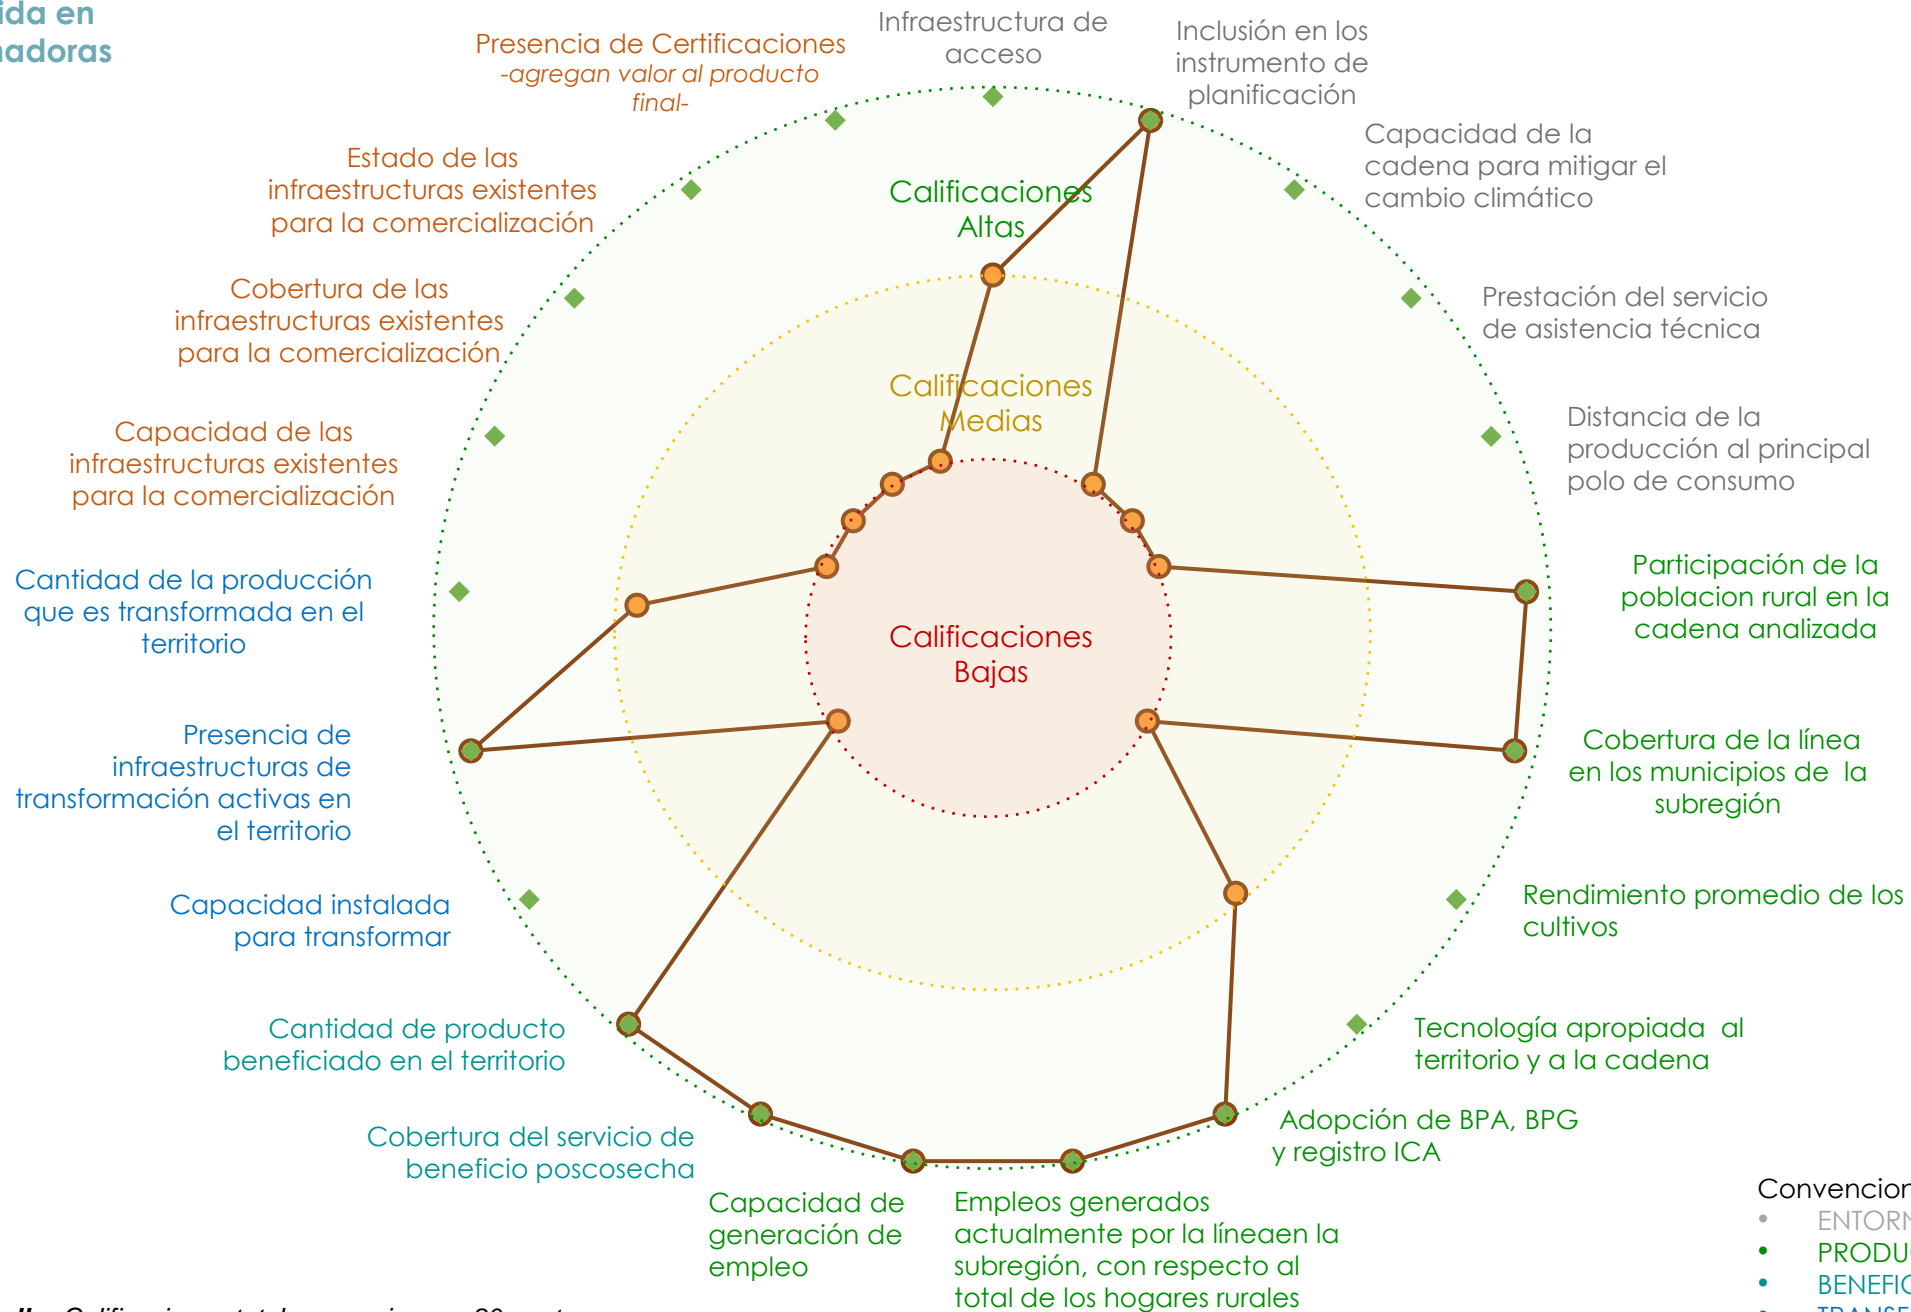 Infraestructura de
acceso
Inclusión en los
instrumento de
planificación
Presencia de Certificaciones
-agregan valor al producto
final-
Capacidad de la
cadena para mitigar el
cambio climático
Estado de las
infraestructuras existentes
para la comercialización
Calificaciones
Altas
Cobertura de las
infraestructuras existentes
para la comercialización
Prestación del servicio
de asistencia técnica
Calificaciones
Medias
Distancia de la
producción al principal
polo de consumo
Capacidad de las
infraestructuras existentes
para la comercialización
Participación de la
poblacion rural en la
cadena analizada
Cantidad de la producción
que es transformada en el
territorio
Calificaciones
Bajas
Presencia de
infraestructuras de
transformación activas en
el territorio
Cobertura de la línea
en los municipios de la
subregión
Capacidad instalada
para transformar
Rendimiento promedio de los
cultivos
Cantidad de producto
beneficiado en el territorio
Tecnología apropiada al
territorio y a la cadena
Cobertura del servicio de
beneficio poscosecha
Adopción de BPA, BPG
y registro ICA
Capacidad de
generación de
empleo
Empleos generados
actualmente por la líneaen la
subregión, con respecto al
total de los hogares rurales